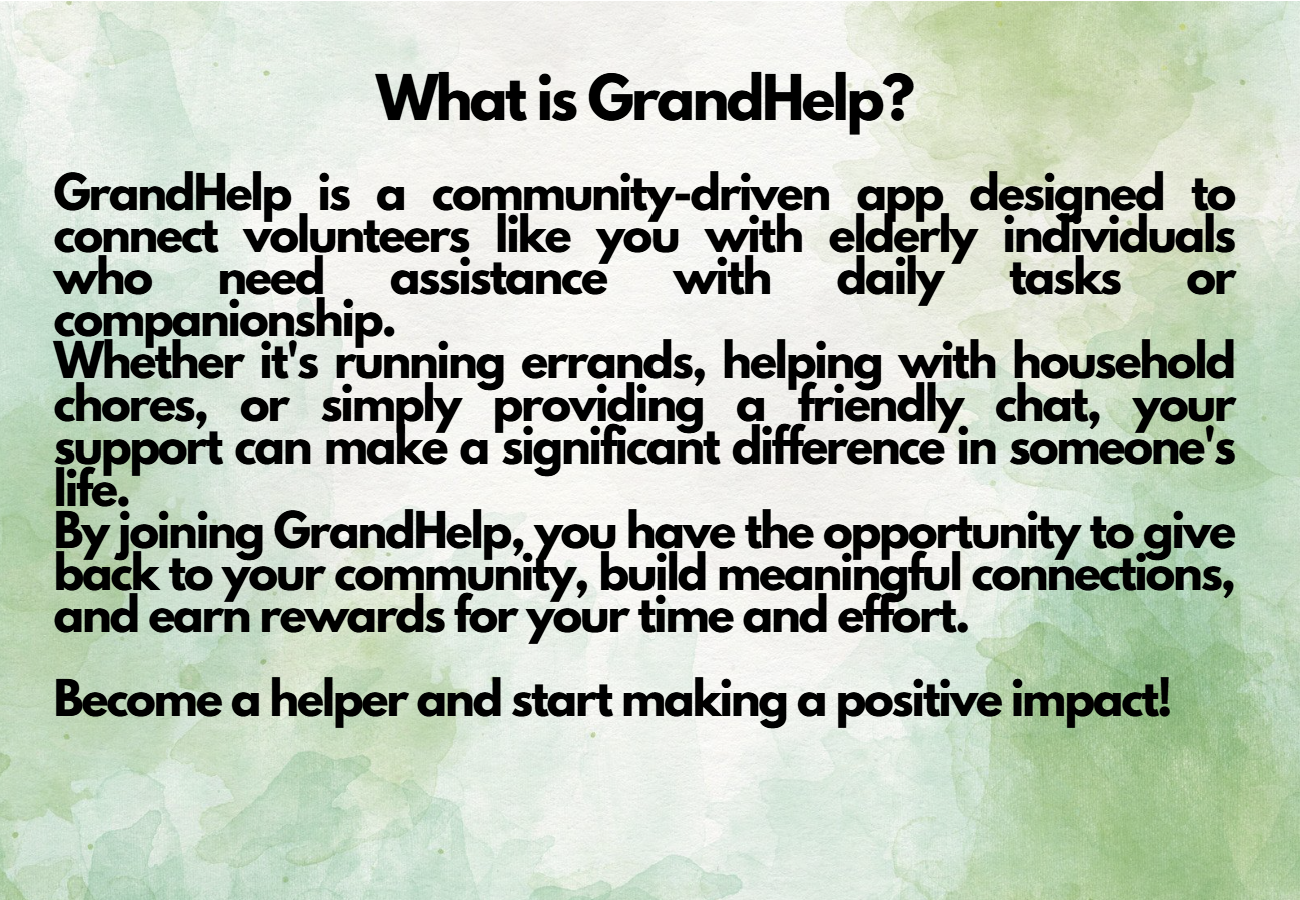 What is GrandHelp?
GrandHelp is a community-driven app designed to
connect volunteers like you with elderly individuals
who need assistance with daily tasks or
companionship.
Whether it's running errands, helping with household
chores, or simply providing a friendly chat, your
support can make a significant difference in someone's
life.
By joining GrandHelp, you have the opportunity to give
back to your community, build meaningful connections,
and earn rewards for your time and effort.
Become a helper and start making a positive impact!